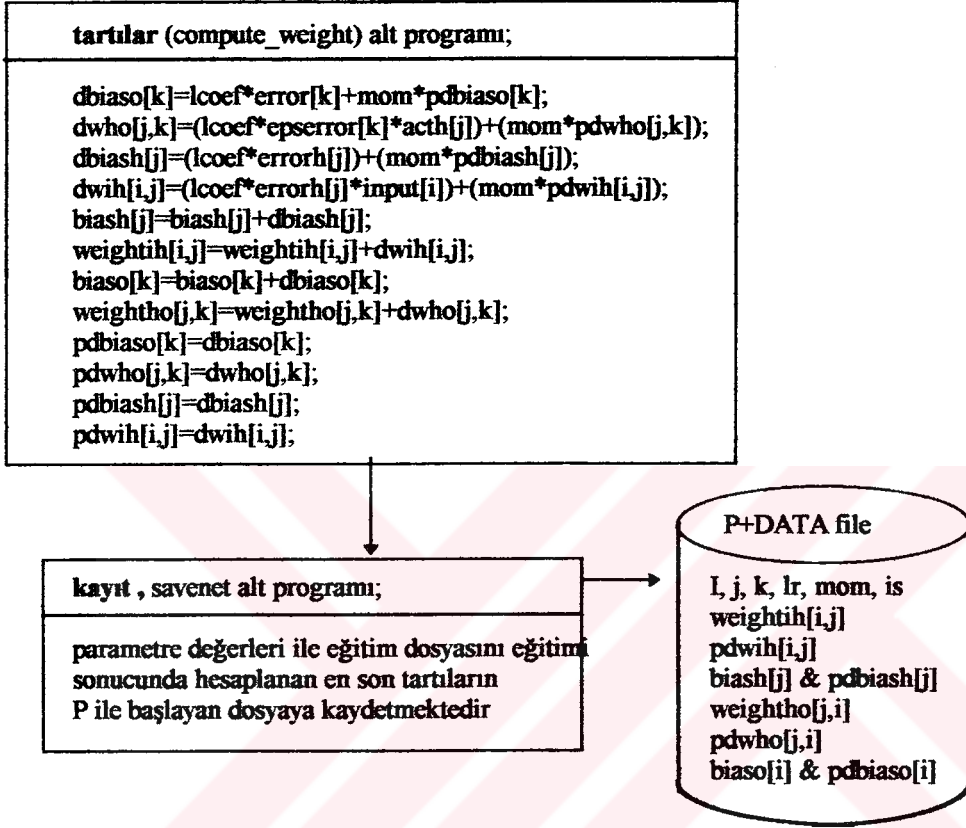 tartılar (compute_weight) alt programı;
dbiaso[k]=lcoef*error[k]+mom*pdbiaso[k];
dwho[j,k]=(lcoef*epserror[k]*acth[j])+(mom*pdwho[j,k]);
dbiash[j]=(lcoef*errorh[j])+(mom*pdbiash[j]);
dwih[i,j]=(lcoef*errorh[j]*input[i])+(mom*pdwih[i,j]);
biash[j]=biash[j]+dbiash[j];
weightih[i,j]=weightih[i,j]+dwih[i,j];
biaso[k]=biaso[k]+dbiaso[k];
weightho[j,k]=weightho[j,k]+dwho[j,k];
pdbiaso[k]=dbiaso[k];
pdwho[j,k]=dwho[j,k];
pdbiash[j]=dbiash[j];
pdwih[i,j]=dwih[i,j];
kayıt , savenet alt programı;
parametre değerleri ile eğitim dosyasını eğitimi
sonucunda hesaplanan en son tartıların
P ile başlayan dosyaya kaydetmektedir
P+DATA file
I, j, k, lr, mom, is
weightih[i,j]
pdwih[i,j]
biash[j] & pdbiash[j]
weightho[j,i]
pdwho[j,i]
biaso[i] & pdbiaso[i]